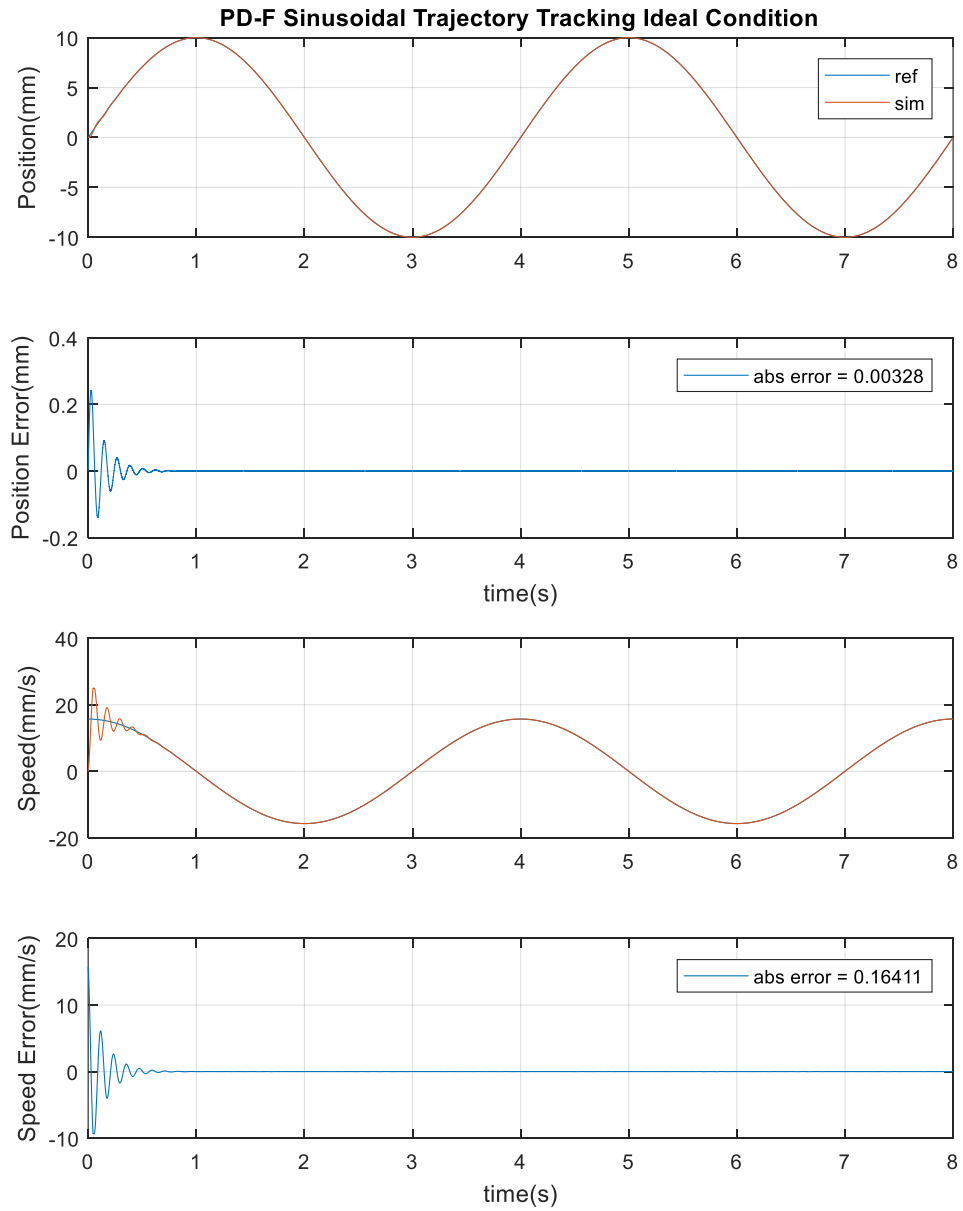 PD-F Sinusoidal Trajectory Tracking Ideal Condition
Position(mm)
10
5
0
-5
-10
ref
sim
0 1 2 3 4 5 6 7 8
Position Error(mm)
0.4
0.2
0
-0.2
abs error = 0.00328
0 1 2 3 4 5 6 7 8
time(s)
Speed(mm/s)
40
20
0
-20
0 1 2 3 4 5 6 7 8
Speed Error(mm/s)
20
10
0
-10
abs error = 0.16411
0 1 2 3 4 5 6 7 8
time(s)